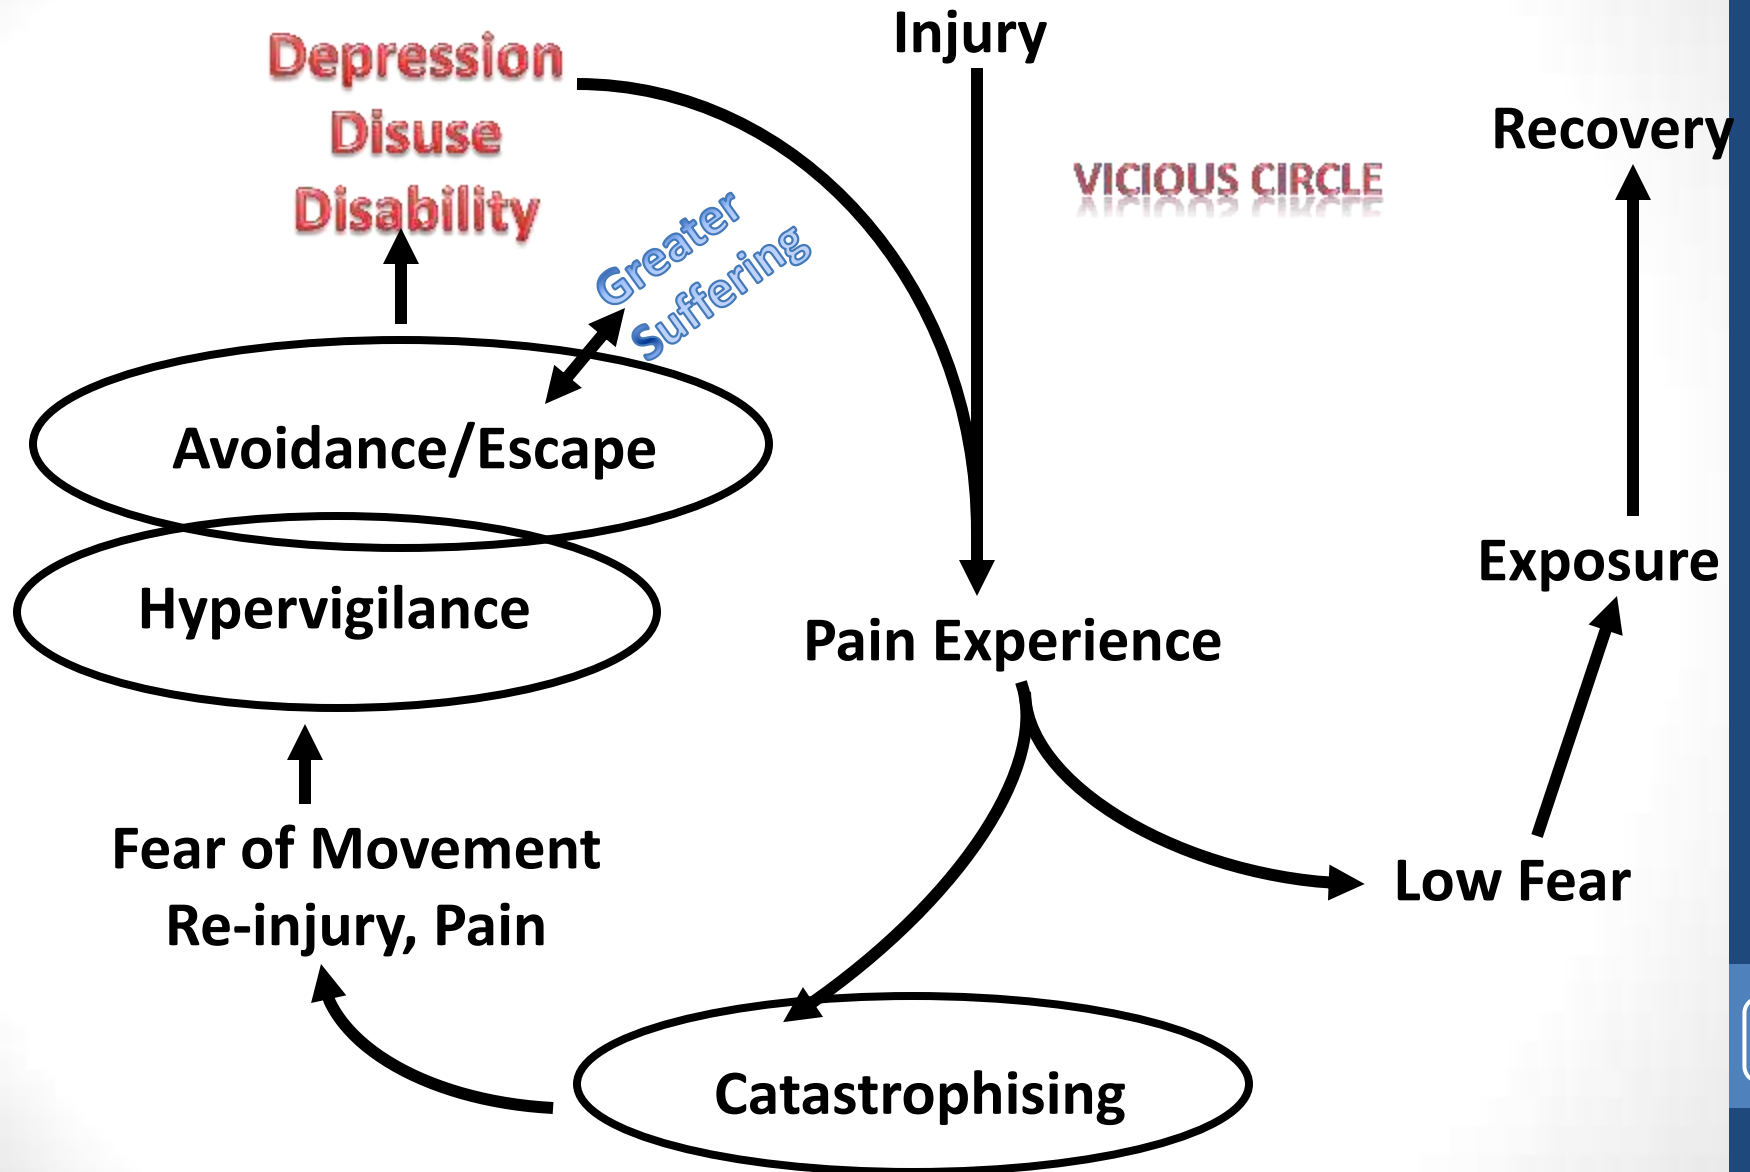 Injury
Depression
Disuse
Disability
Recovery
VICIOUS CIRCLE
Greater
Suffering
Avoidance/Escape
Hypervigilance
Exposure
Pain Experience
Fear of Movement
Re-injury, Pain
Low Fear
Catastrophising